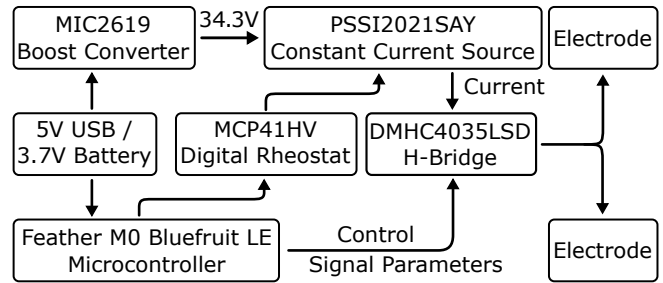 MIC2619
Boost Converter
34.3V
PSSI2021SAY
Constant Current Source
Electrode
Current
5V USB /
3.7V Battery
MCP41HV
Digital Rheostat
DMHC4035LSD
H-Bridge
Feather M0 Bluefruit LE
Microcontroller
Control
Signal Parameters
Electrode